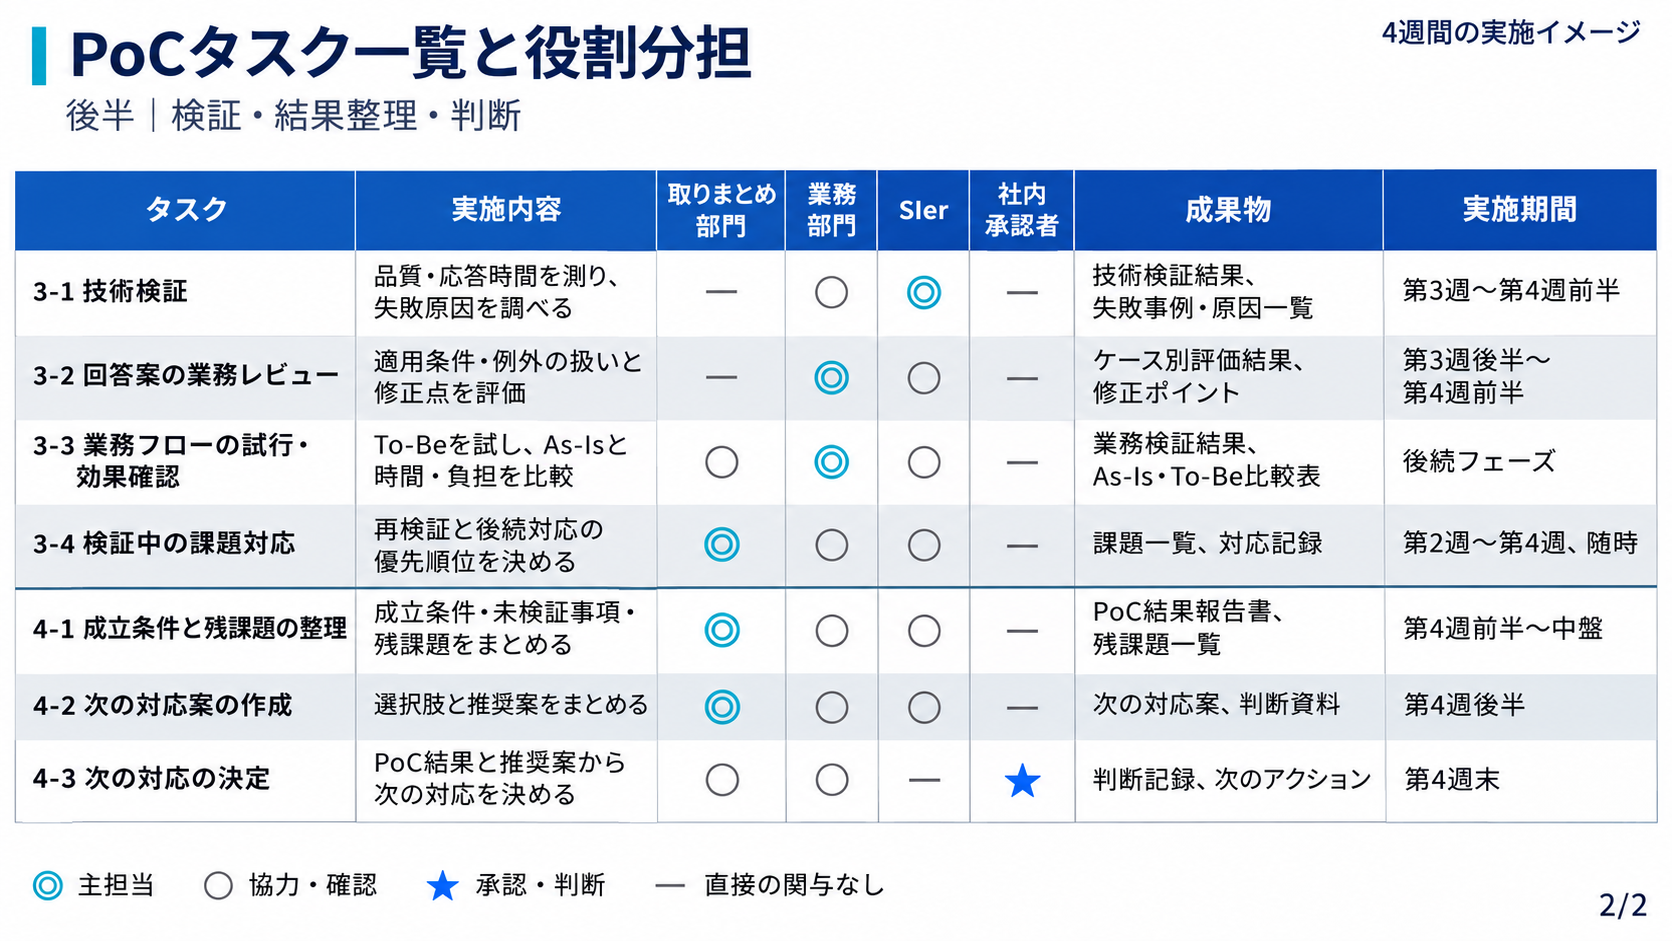 PoCタスク一覧と役割分担
4週間の実施イメージ
後半｜検証・結果整理・判断
タスク 実施内容 取りまとめ部門 業務部門 SIer 社内承認者 成果物 実施期間
3-1 技術検証
品質・応答時間を測り、
失敗原因を調べる
— ○ ◎ —
技術検証結果、
失敗事例・原因一覧
第3週～第4週前半
3-2 回答案の業務レビュー
適用条件・例外の扱いと
修正点を評価
— ◎ ○ —
ケース別評価結果、
修正ポイント
第3週後半～
第4週前半
3-3 業務フローの試行・
効果確認
To-Beを試し、As-Isと
時間・負担を比較
○ ◎ ○ —
業務検証結果、
As-Is・To-Be比較表
後続フェーズ
3-4 検証中の課題対応
再検証と後続対応の
優先順位を決める
◎ ○ ○ —
課題一覧、対応記録
第2週～第4週、随時
4-1 成立条件と残課題の整理
成立条件・未検証事項・
残課題をまとめる
◎ ○ ○ —
PoC結果報告書、
残課題一覧
第4週前半～中盤
4-2 次の対応案の作成
選択肢と推奨案をまとめる
◎ ○ ○ —
次の対応案、判断資料
第4週後半
4-3 次の対応の決定
PoC結果と推奨案から
次の対応を決める
○ ○ — ★
判断記録、次のアクション
第4週末
◎ 主担当 ○ 協力・確認 ★ 承認・判断 — 直接の関与なし
2/2